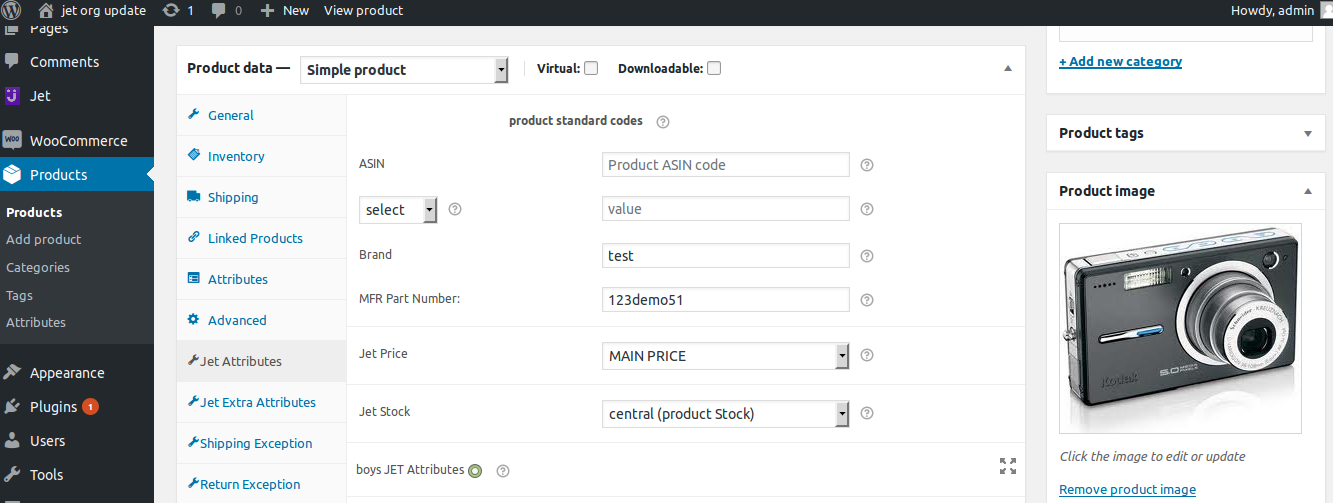 jet org update 1 0 New View product Howdy, admin
Pages
Comments
Jet
WOO WooCommerce
Products
Products
Add product
Categories
Tags
Attributes
Appearance
Plugins 1
Users
Tools
Product data — Simple product Virtual: Downloadable:
General
Inventory
Shipping
Linked Products
Attributes
Advanced
Jet Attributes
Jet Extra Attributes
Shipping Exception
Return Exception
product standard codes ?
ASIN Product ASIN code ?
select ? value ?
Brand test ?
MFR Part Number: 123demo51 ?
Jet Price MAIN PRICE ?
Jet Stock central (product Stock) ?
boys JET Attributes ?
+ Add new category
Product tags
Product image
Schneider-KREUZNACH
Kodak
5.0 MEGA PIXELS
Click the image to edit or update
Remove product image